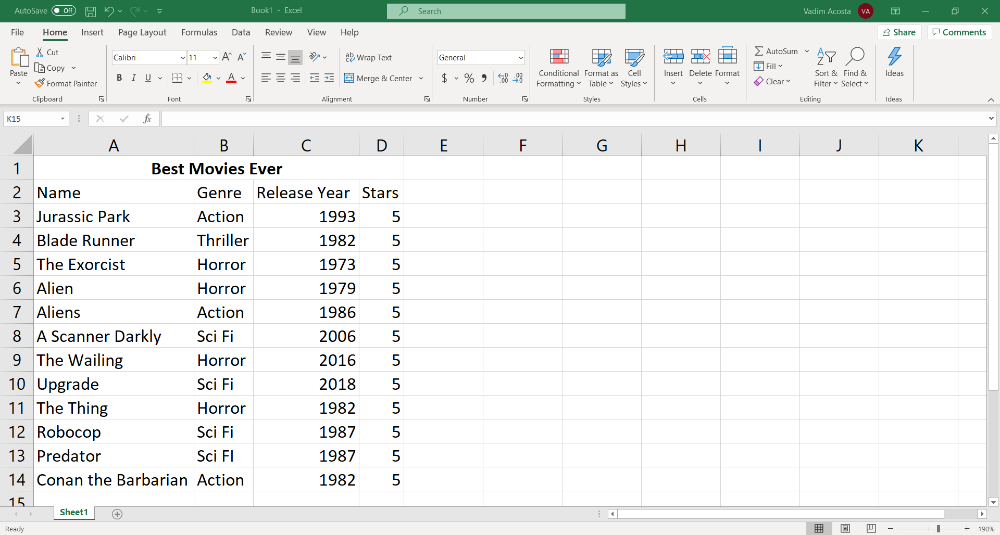 AutoSave Off Book1 - Excel Search Vadim Acosta VA
File Home Insert Page Layout Formulas Data Review View Help Share Comments
Cut
Copy
Format Painter
Paste
Clipboard
Calibri 11
B I U A
Font
ab Wrap Text
Merge & Center
Alignment
General
$ % 9 .00 .00
Number
Conditional Formatting
Format as Table
Cell Styles
Styles
Insert Delete Format
Cells
AutoSum
Fill
Clear
Sort & Filter
Find & Select
Editing
Ideas
Ideas
K15 fx
A B C D E F G H I J K
1 Best Movies Ever
2 Name Genre Release Year Stars
3 Jurassic Park Action 1993 5
4 Blade Runner Thriller 1982 5
5 The Exorcist Horror 1973 5
6 Alien Horror 1979 5
7 Aliens Action 1986 5
8 A Scanner Darkly Sci Fi 2006 5
9 The Wailing Horror 2016 5
10 Upgrade Sci Fi 2018 5
11 The Thing Horror 1982 5
12 Robocop Sci Fi 1987 5
13 Predator Sci FI 1987 5
14 Conan the Barbarian Action 1982 5
15
Sheet1
Ready 190%